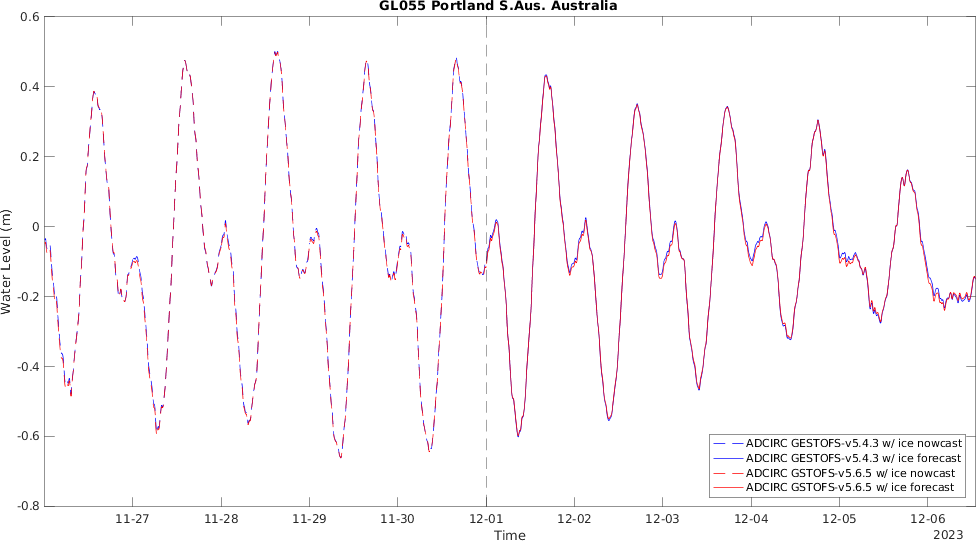 GL055 Portland S.Aus. Australia
0.6
0.4
0.2
0
-0.2
-0.4
-0.6
-0.8
Water Level (m)
ADCIRC GESTOFS-v5.4.3 w/ ice nowcast
ADCIRC GESTOFS-v5.4.3 w/ ice forecast
ADCIRC GSTOFS-v5.6.5 w/ ice nowcast
ADCIRC GSTOFS-v5.6.5 w/ ice forecast
11-27 11-28 11-29 11-30 12-01 12-02 12-03 12-04 12-05 12-06
Time
2023